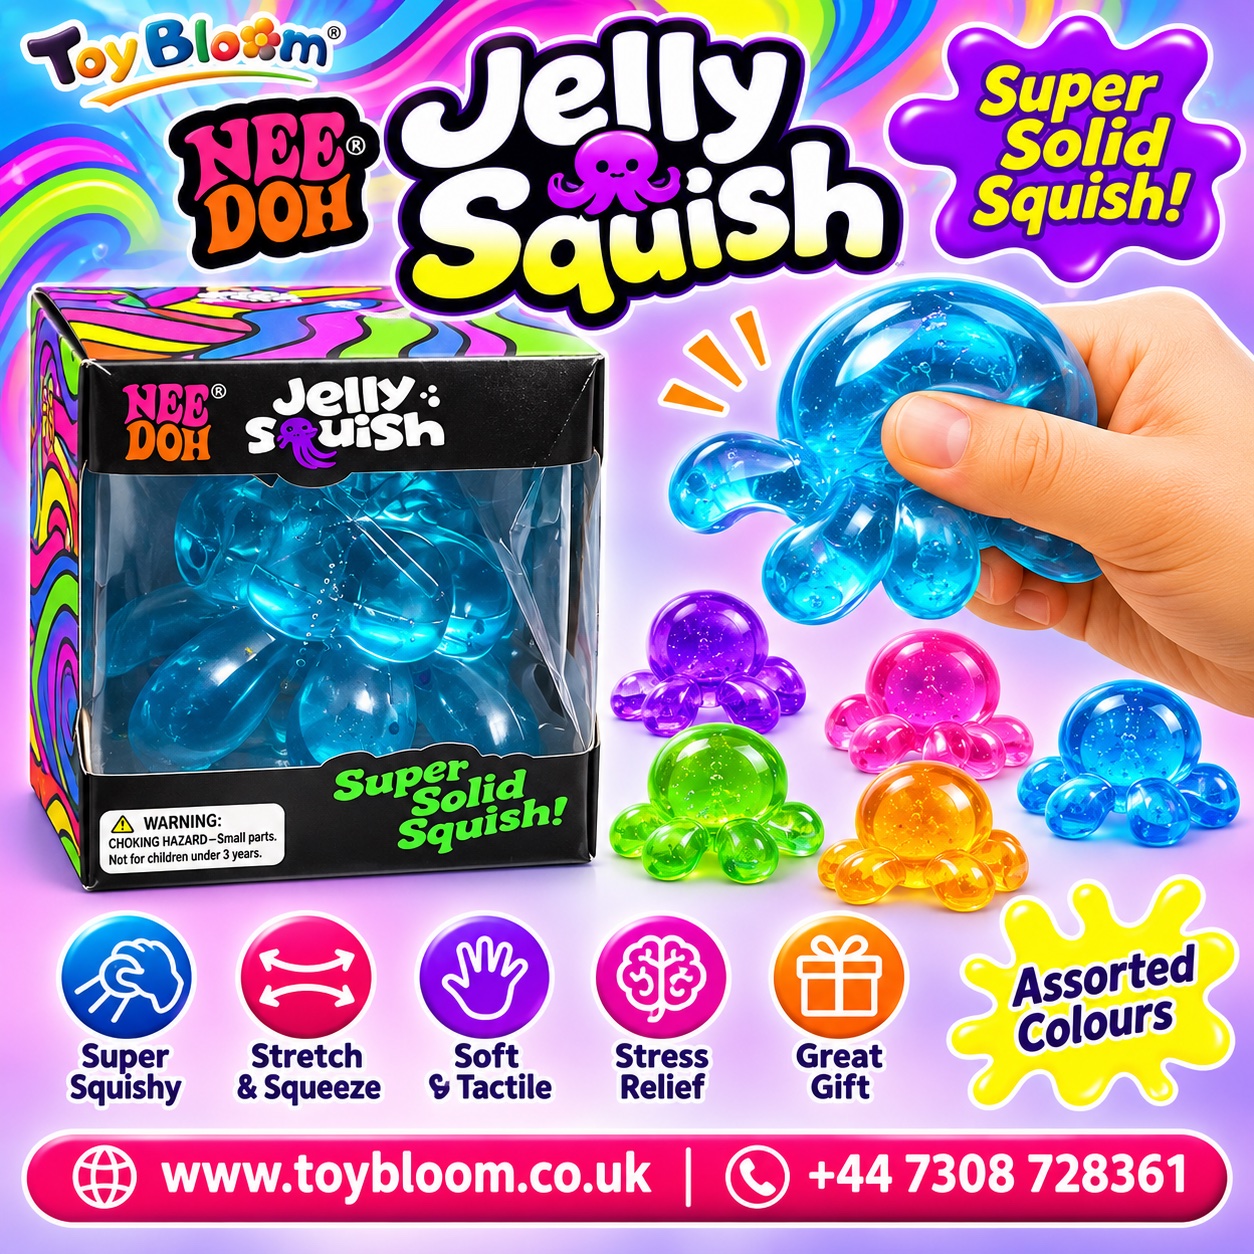 ToyBloom®
NEE
DOH®
Jelly
Squish
Super
Solid
Squish!
NEE
DOH®
Jelly
Squish
Super
Solid
Squish!
WARNING:
CHOKING HAZARD–Small parts.
Not for children under 3 years.
Super
Squishy
Stretch
& Squeeze
Soft
& Tactile
Stress
Relief
Great
Gift
Assorted
Colours
www.toybloom.co.uk | +44 7308 728361